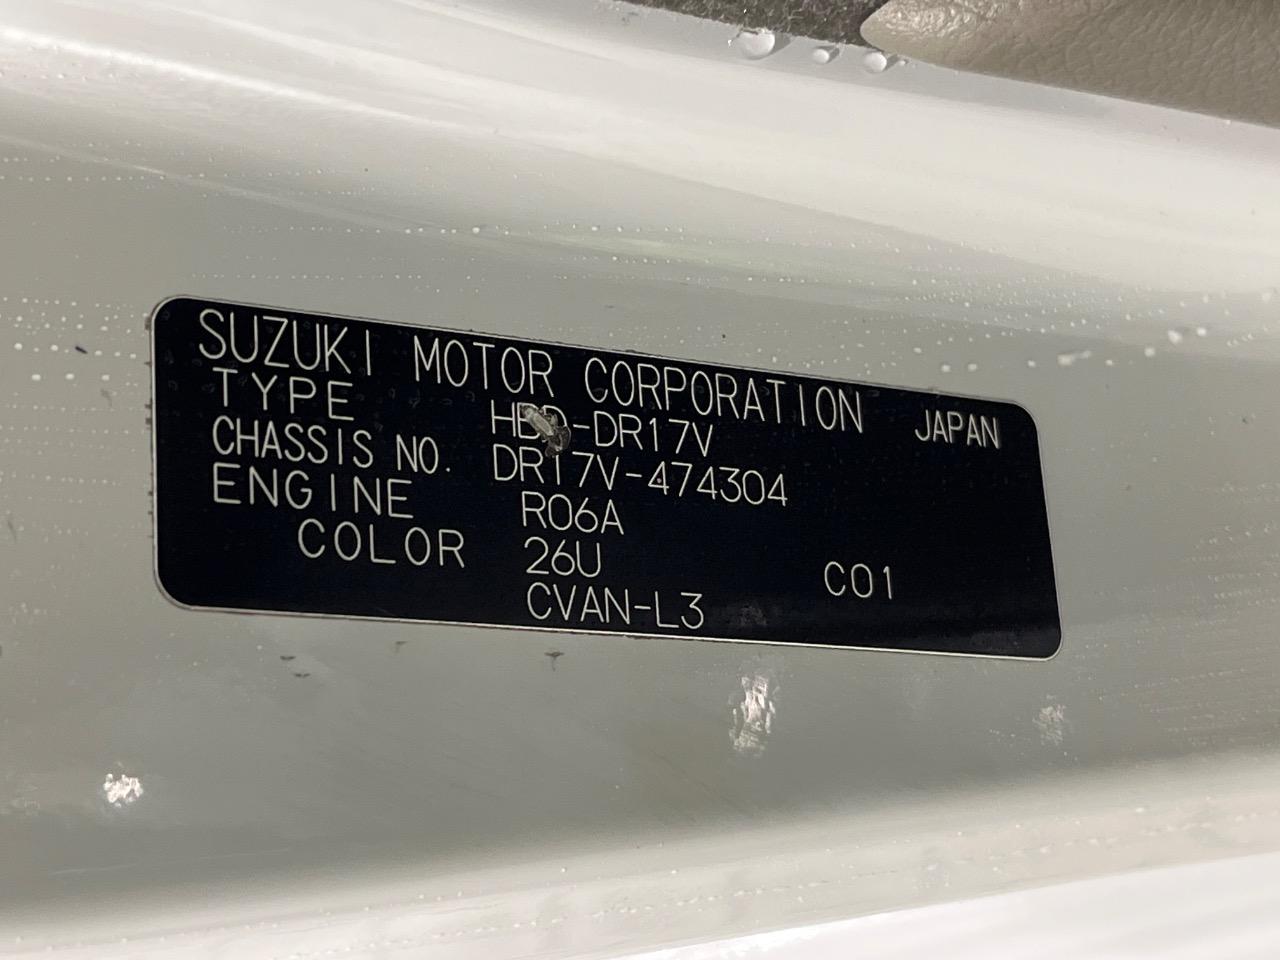 SUZUKI MOTOR CORPORATION JAPAN
TYPE HBD-DR17V
CHASSIS NO. DR17V-474304
ENGINE R06A
COLOR 26U C01
CVAN-L3